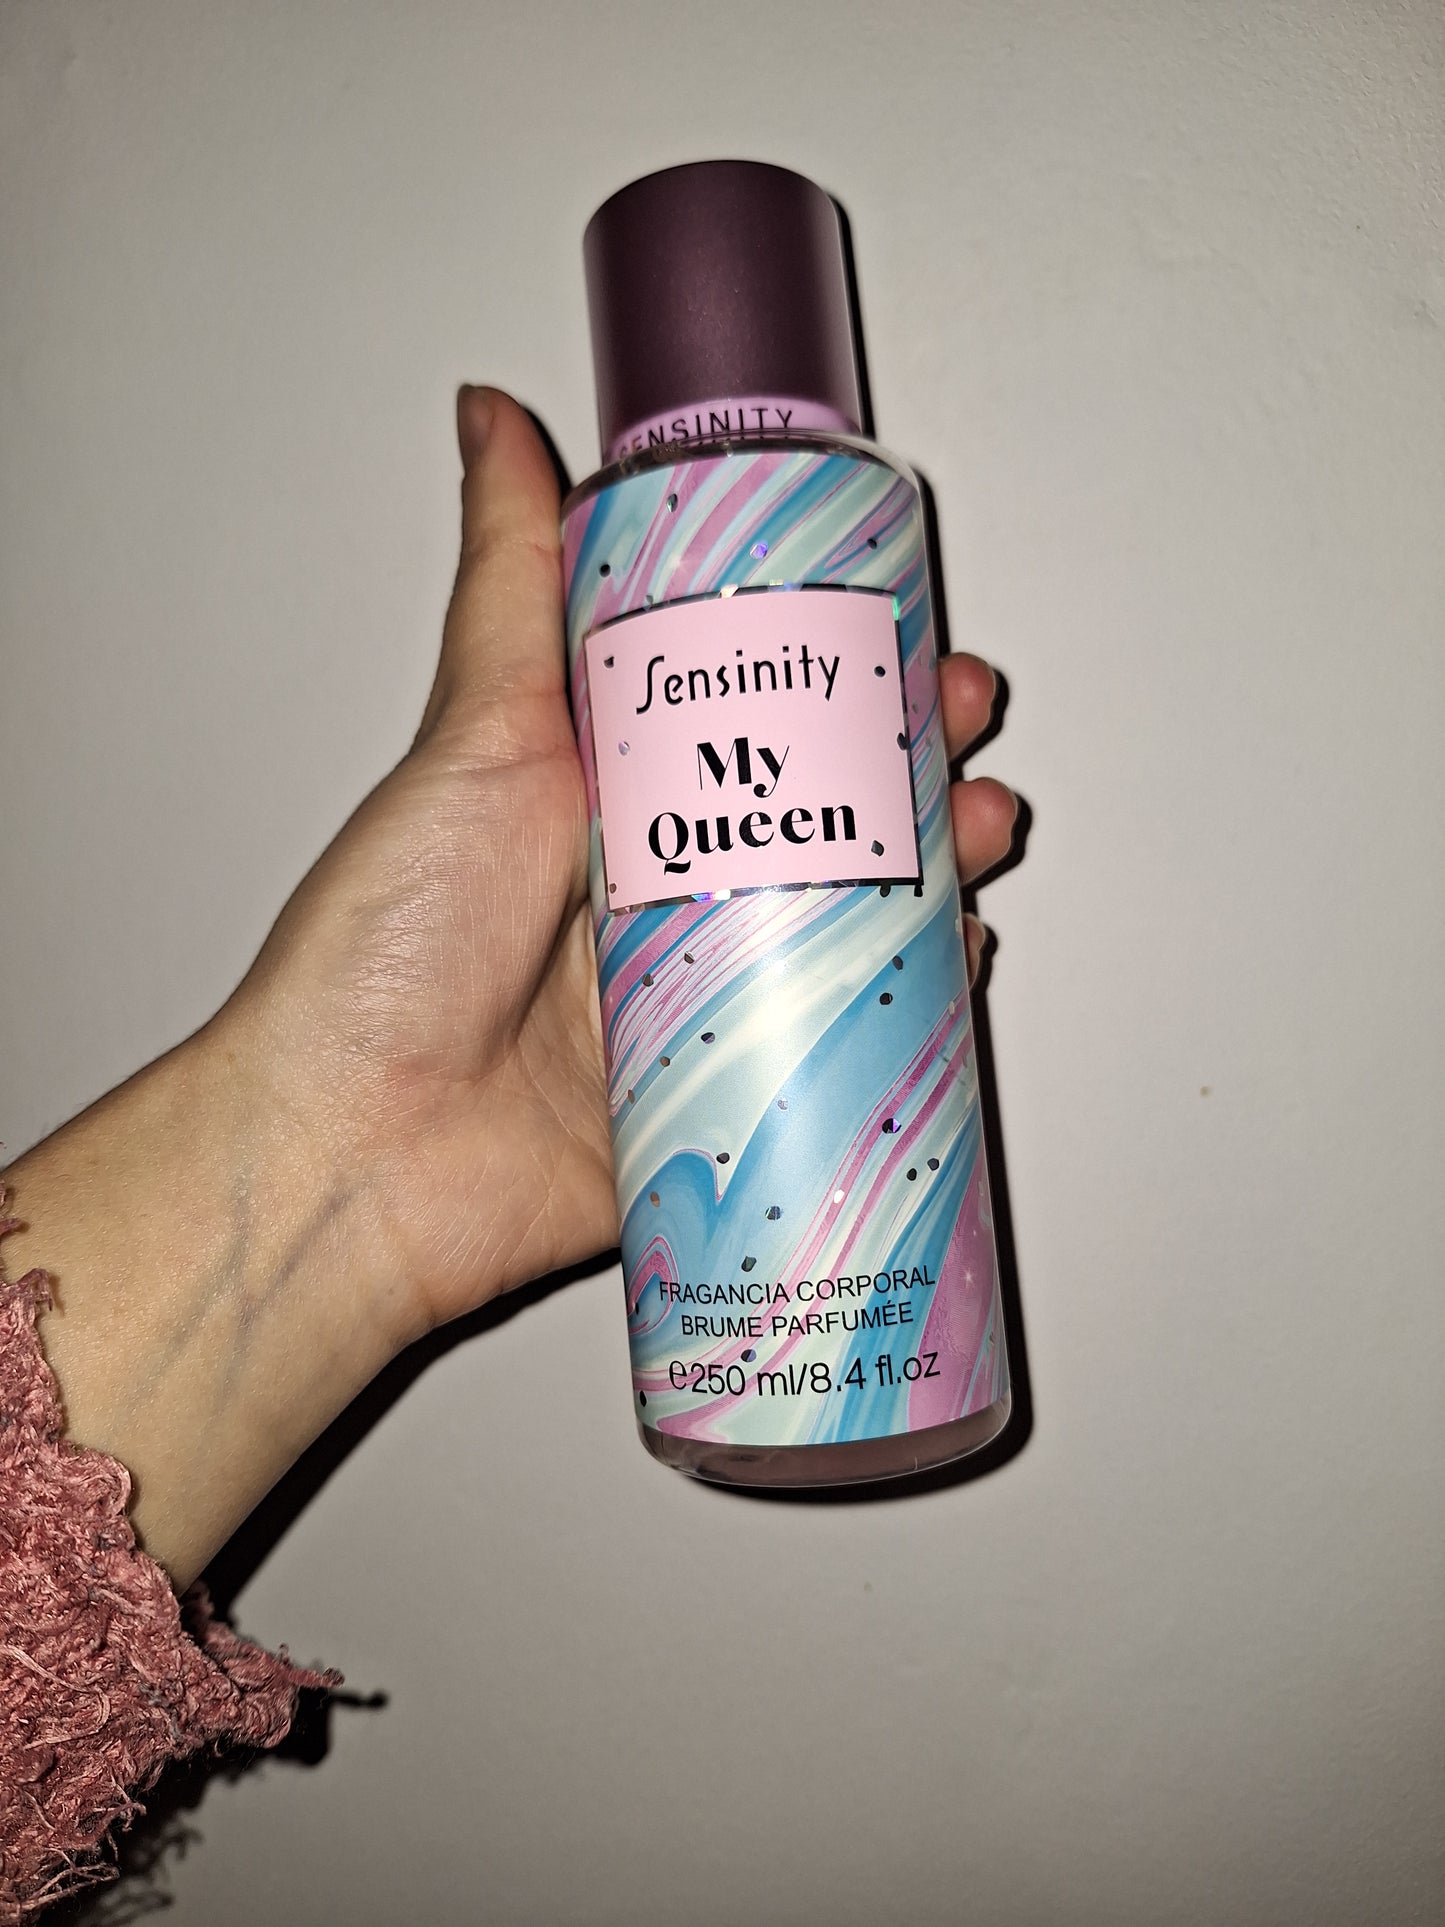 SENSINITY
Sensinity
My
Queen
FRAGANCIA CORPORAL
BRUME PARFUMÉE
℮250 ml/8.4 fl.oz